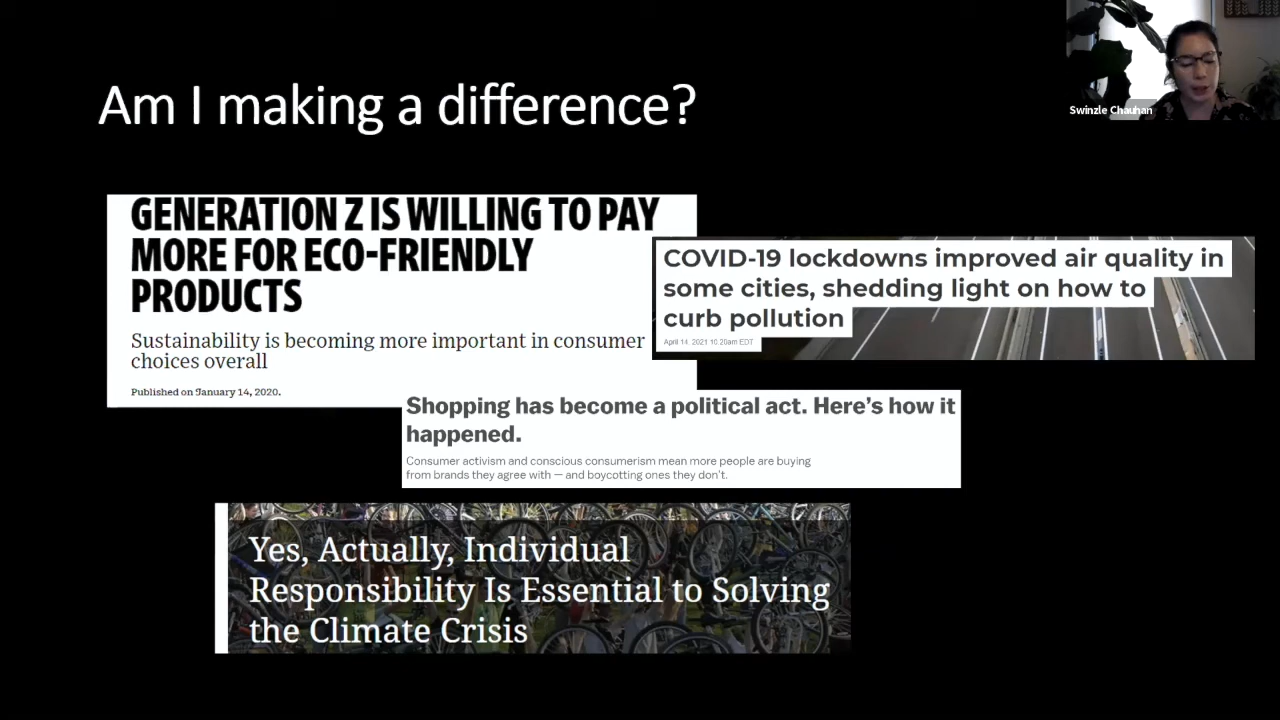 Am I making a difference?
Swinzle Chauhan
GENERATION Z IS WILLING TO PAY
MORE FOR ECO-FRIENDLY
PRODUCTS
Sustainability is becoming more important in consumer
choices overall
Published on January 14, 2020.
COVID-19 lockdowns improved air quality in
some cities, shedding light on how to
curb pollution
April 14, 2021 10.20am EDT
Shopping has become a political act. Here's how it
happened.
Consumer activism and conscious consumerism mean more people are buying
from brands they agree with — and boycotting ones they don't.
Yes, Actually, Individual
Responsibility Is Essential to Solving
the Climate Crisis